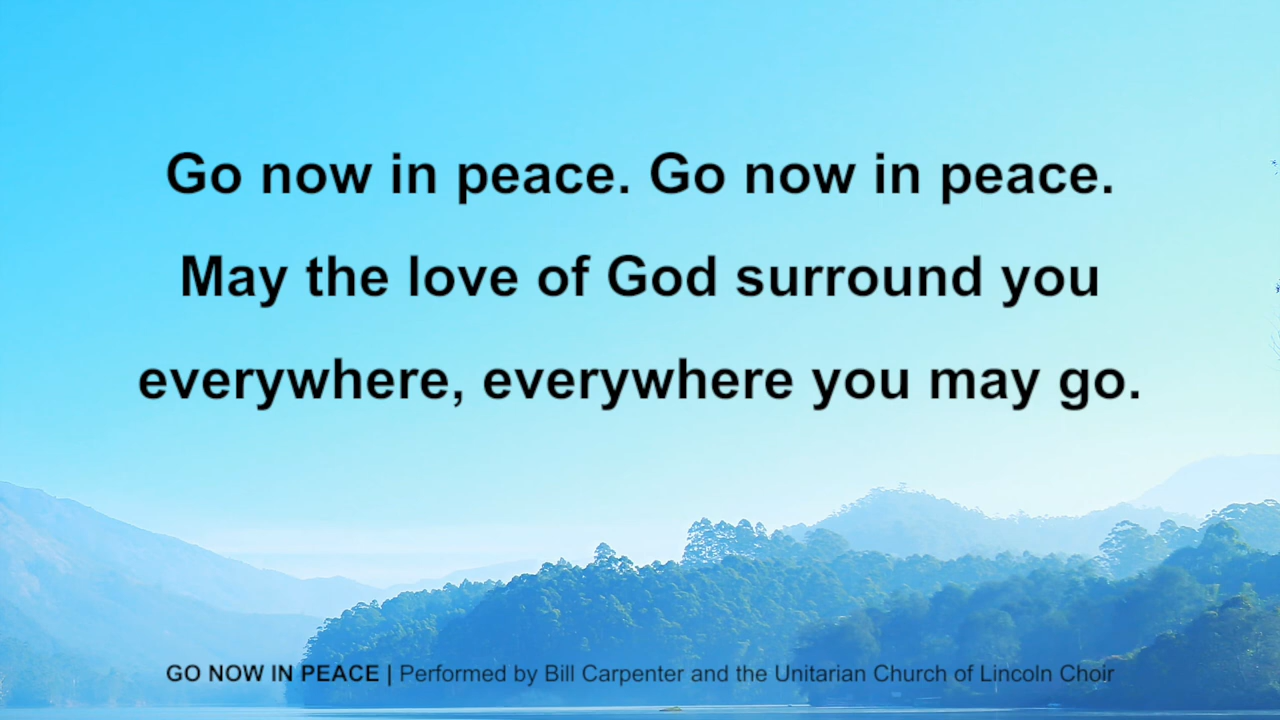 Go now in peace. Go now in peace.
May the love of God surround you
everywhere, everywhere you may go.
GO NOW IN PEACE | Performed by Bill Carpenter and the Unitarian Church of Lincoln Choir